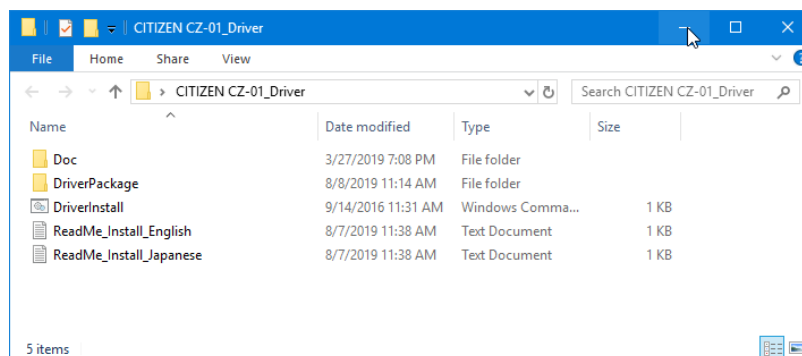 CITIZEN CZ-01_Driver
File Home Share View
CITIZEN CZ-01_Driver Search CITIZEN CZ-01_Driver
Name Date modified Type Size
Doc 3/27/2019 7:08 PM File folder
DriverPackage 8/8/2019 11:14 AM File folder
DriverInstall 9/14/2016 11:31 AM Windows Comma... 1 KB
ReadMe_Install_English 8/7/2019 11:38 AM Text Document 1 KB
ReadMe_Install_Japanese 8/7/2019 11:38 AM Text Document 1 KB
5 items